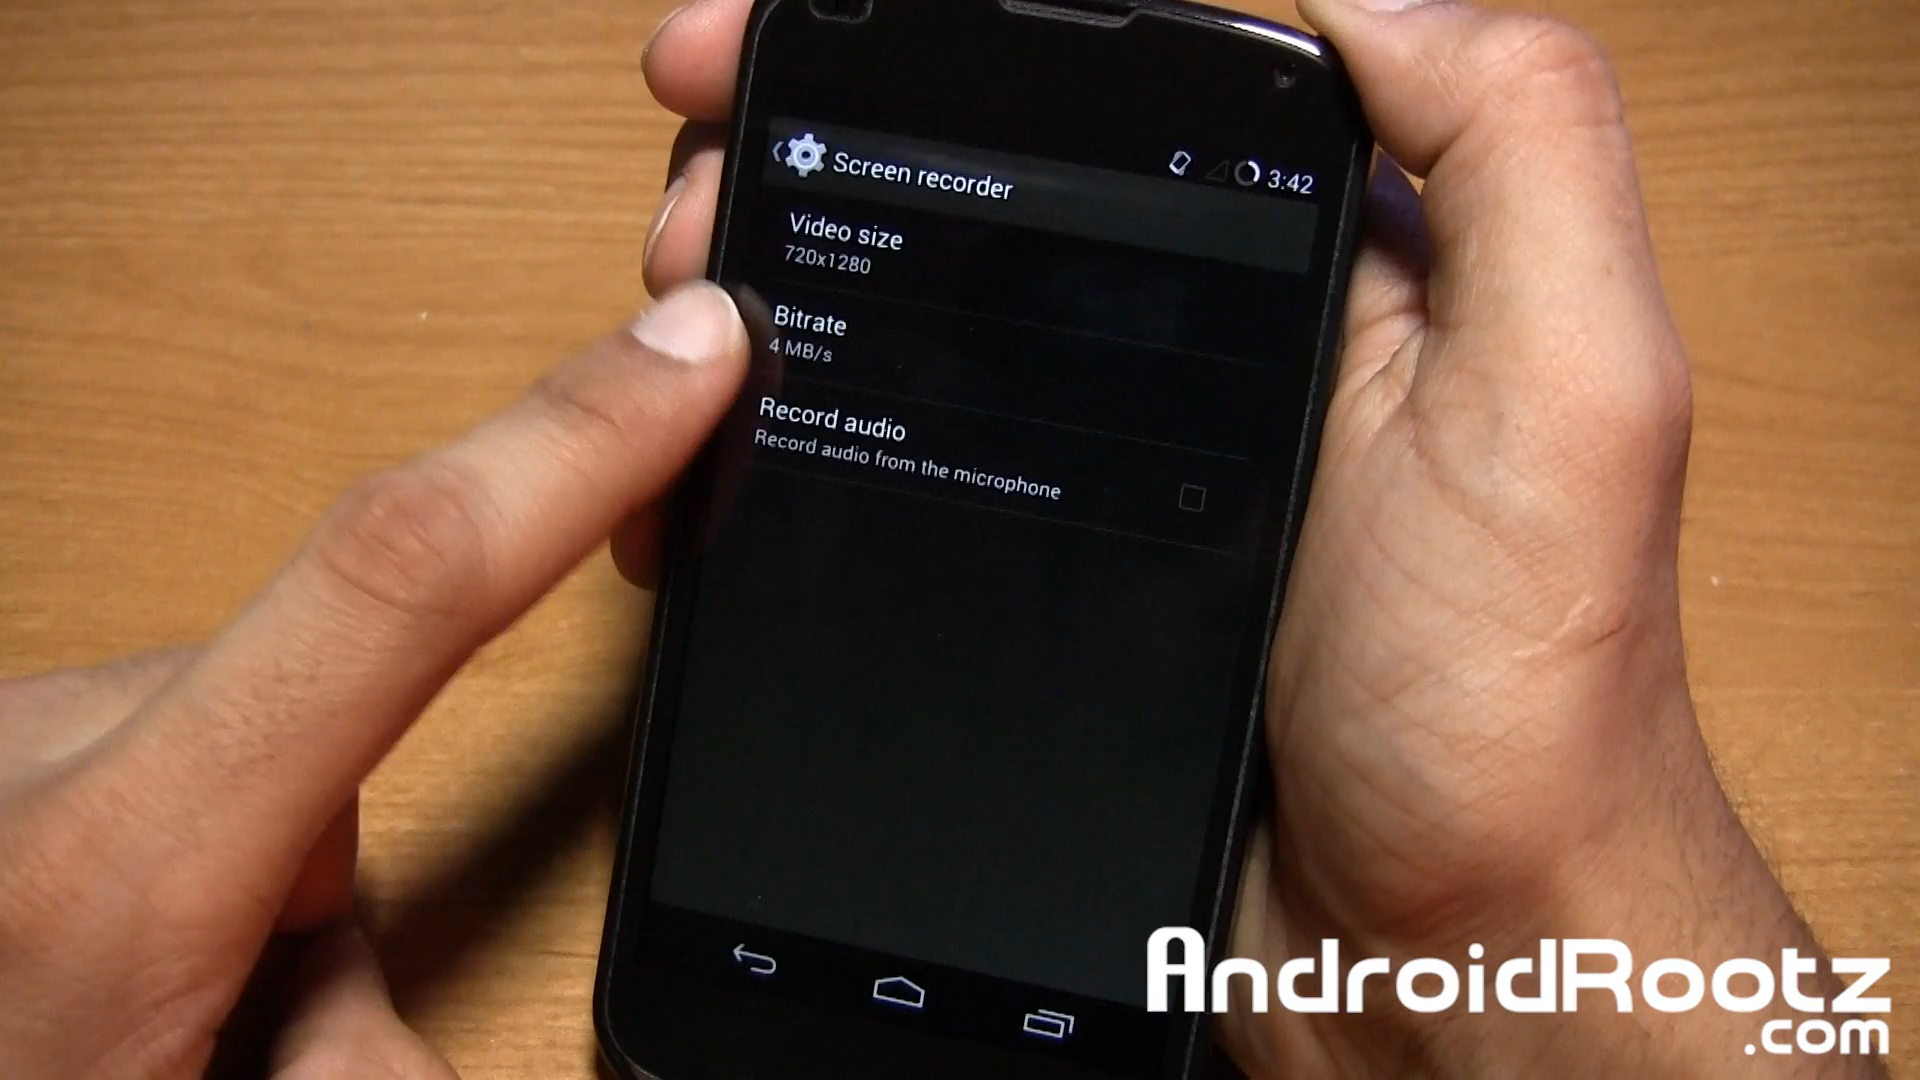 Screen recorder
3:42
Video size
720x1280
Bitrate
4 MB/s
Record audio
Record audio from the microphone
AndroidRootz
.com